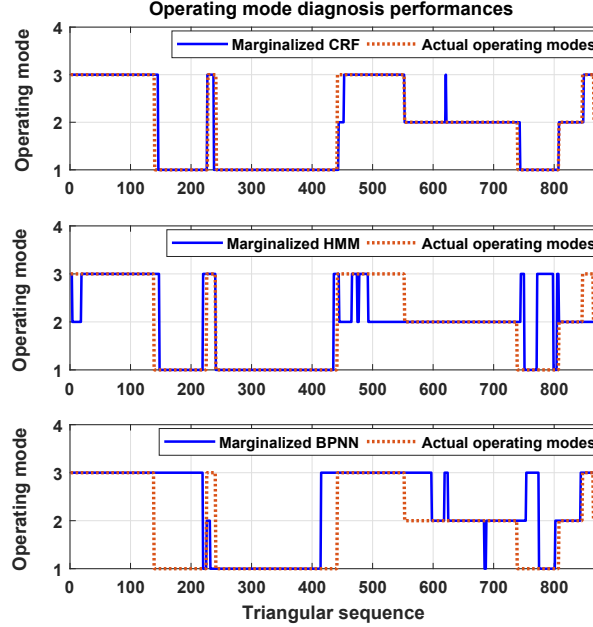 Operating mode diagnosis performances
4
3
2
1
Operating mode
Marginalized CRF
Actual operating modes
0 100 200 300 400 500 600 700 800
4
3
2
1
Operating mode
Marginalized HMM
Actual operating modes
0 100 200 300 400 500 600 700 800
4
3
2
1
Operating mode
Marginalized BPNN
Actual operating modes
0 100 200 300 400 500 600 700 800
Triangular sequence